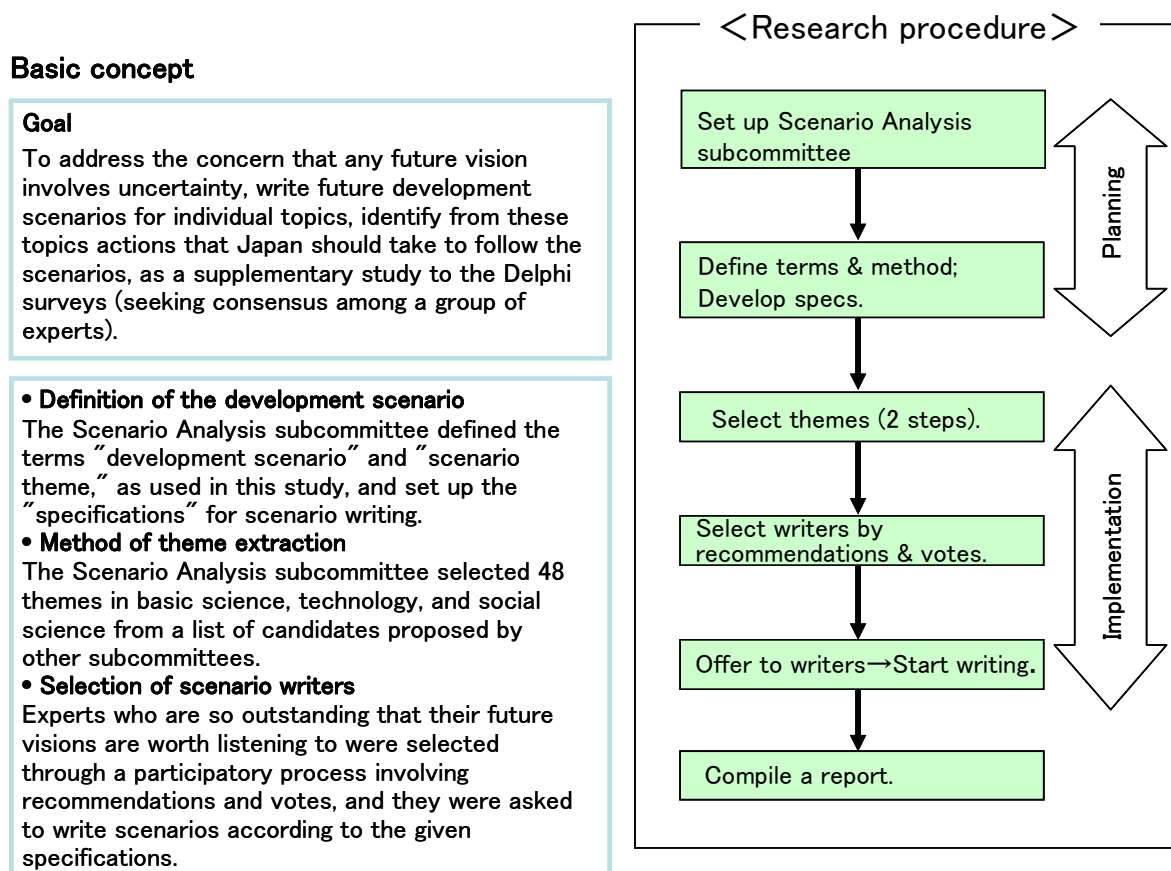 Basic concept
Goal
To address the concern that any future vision
involves uncertainty, write future development
scenarios for individual topics, identify from these
topics actions that Japan should take to follow the
scenarios, as a supplementary study to the Delphi
surveys (seeking consensus among a group of
experts).
• Definition of the development scenario
The Scenario Analysis subcommittee defined the
terms "development scenario" and "scenario
theme," as used in this study, and set up the
"specifications" for scenario writing.
• Method of theme extraction
The Scenario Analysis subcommittee selected 48
themes in basic science, technology, and social
science from a list of candidates proposed by
other subcommittees.
• Selection of scenario writers
Experts who are so outstanding that their future
visions are worth listening to were selected
through a participatory process involving
recommendations and votes, and they were asked
to write scenarios according to the given
specifications.
<Research procedure>
Set up Scenario Analysis
subcommittee
Define terms & method;
Develop specs.
Select themes (2 steps).
Select writers by
recommendations & votes.
Offer to writers→Start writing.
Compile a report.
Planning
Implementation